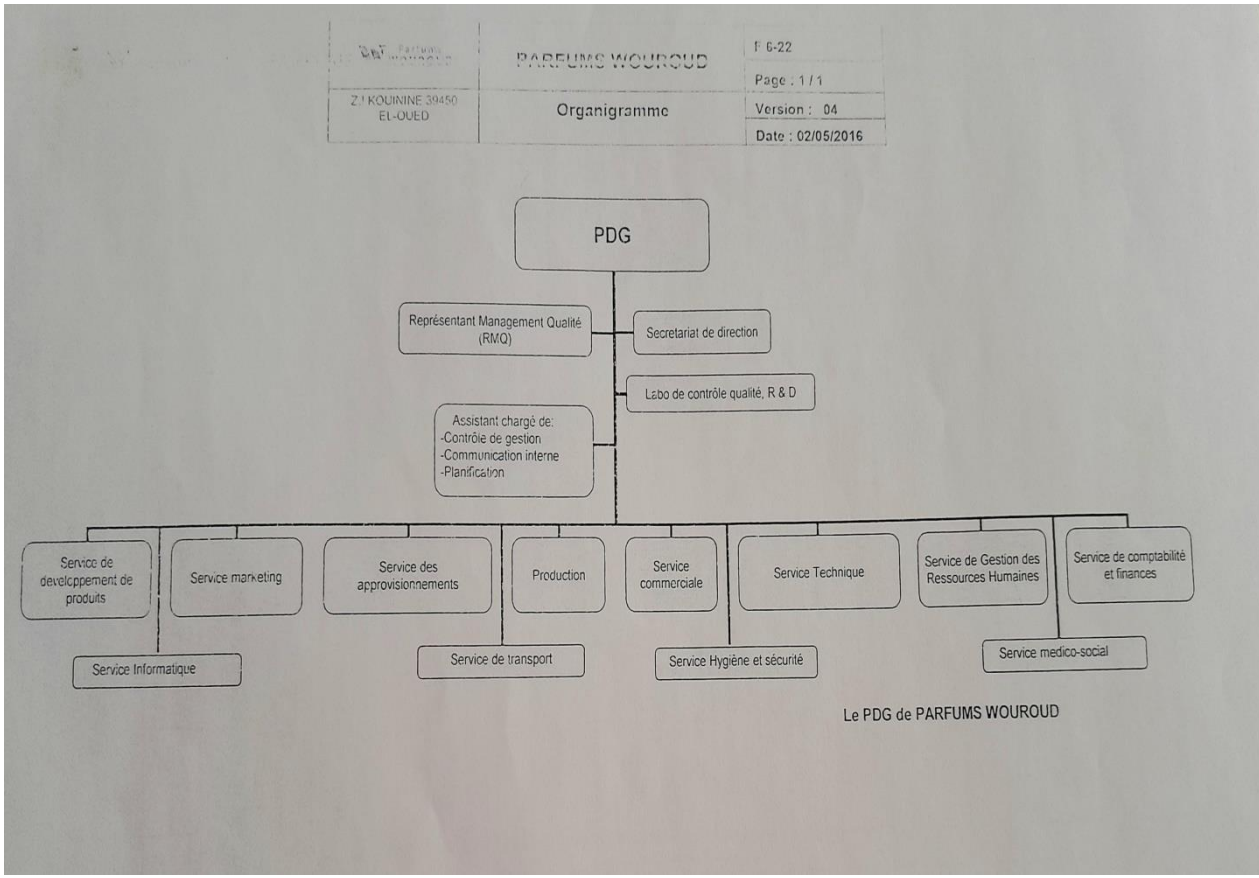 Parfums
PARFUMS WOUROUD
F 6-22
Page : 1 / 1
Z.I KOUININE 39450
EL-OUED
Organigramme
Version : 04
Date : 02/05/2016
PDG
Représentant Management Qualité
(RMQ)
Secretariat de direction
Labo de contrôle qualité, R & D
Assistant chargé de:
-Contrôle de gestion
-Communication interne
-Planification
Service de
developpement de
produits
Service marketing
Service des
approvisionnements
Production
Service
commerciale
Service Technique
Service de Gestion des
Ressources Humaines
Service de comptabilité
et finances
Service Informatique
Service de transport
Service Hygiène et sécurité
Service medico-social
Le PDG de PARFUMS WOUROUD